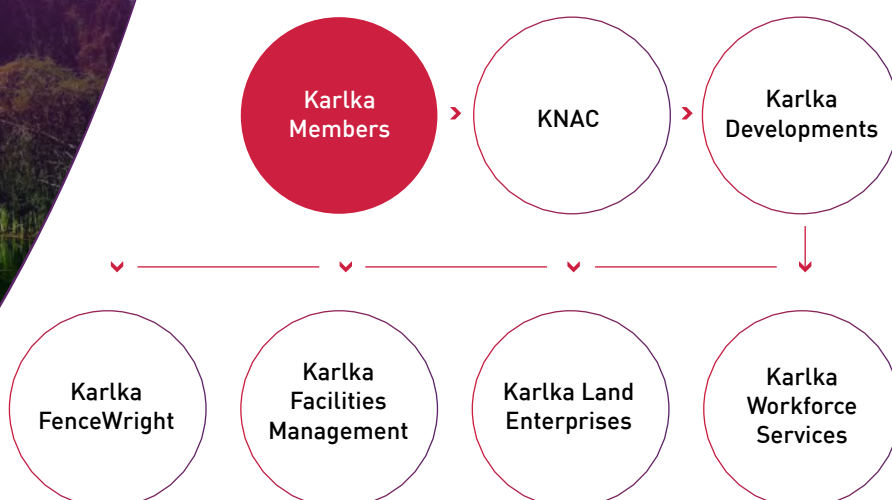 Karlka
Members
KNAC
Karlka
Developments
Karlka
FenceWright
Karlka
Facilities
Management
Karlka Land
Enterprises
Karlka
Workforce
Services